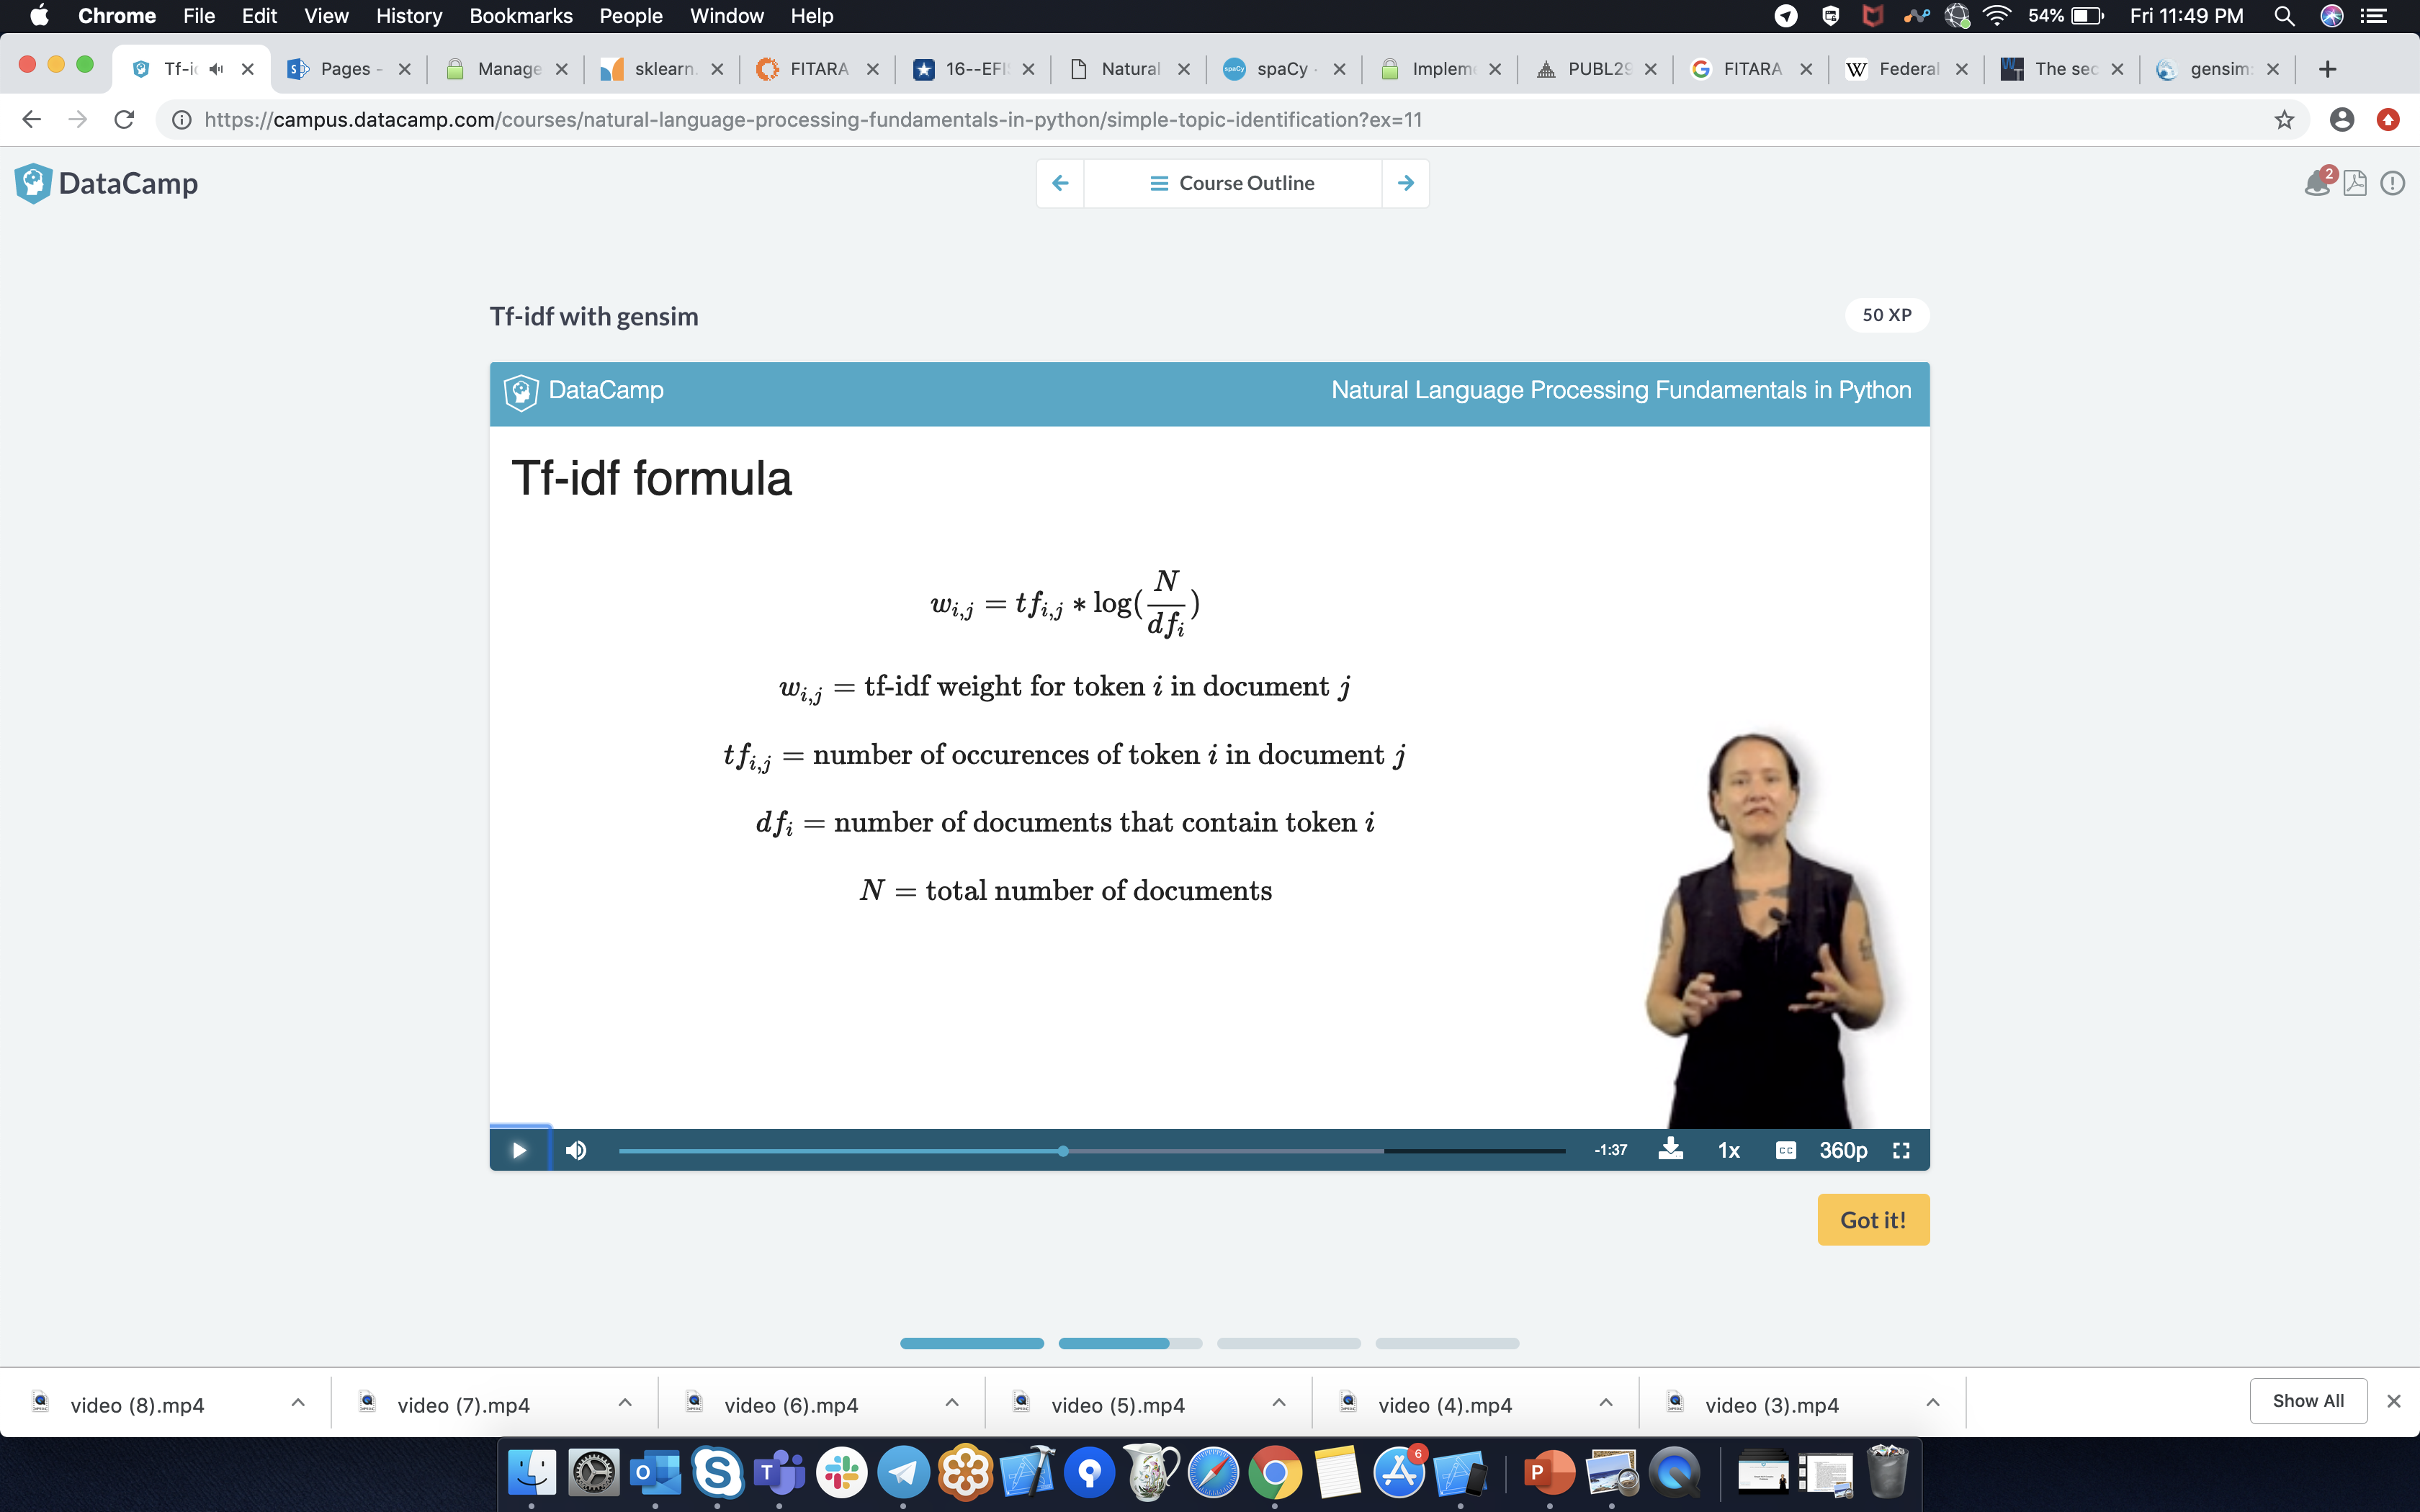 Chrome File Edit View History Bookmarks People Window Help 54% Fri 11:49 PM
Tf-i Pages - Manage sklearn. FITARA 16--EFI Natural spaCy spaCy - Implem PUBL29 FITARA Federal The sec gensim:
https://campus.datacamp.com/courses/natural-language-processing-fundamentals-in-python/simple-topic-identification?ex=11
DataCamp Course Outline 2
Tf-idf with gensim 50 XP
DataCamp Natural Language Processing Fundamentals in Python
Tf-idf formula
w_{i,j} = tf_{i,j} * log(N/df_i)
w_{i,j} = tf-idf weight for token i in document j
tf_{i,j} = number of occurences of token i in document j
df_i = number of documents that contain token i
N = total number of documents
-1:37 1x CC 360p
Got it!
video (8).mp4 video (7).mp4 video (6).mp4 video (5).mp4 video (4).mp4 video (3).mp4 Show All
6